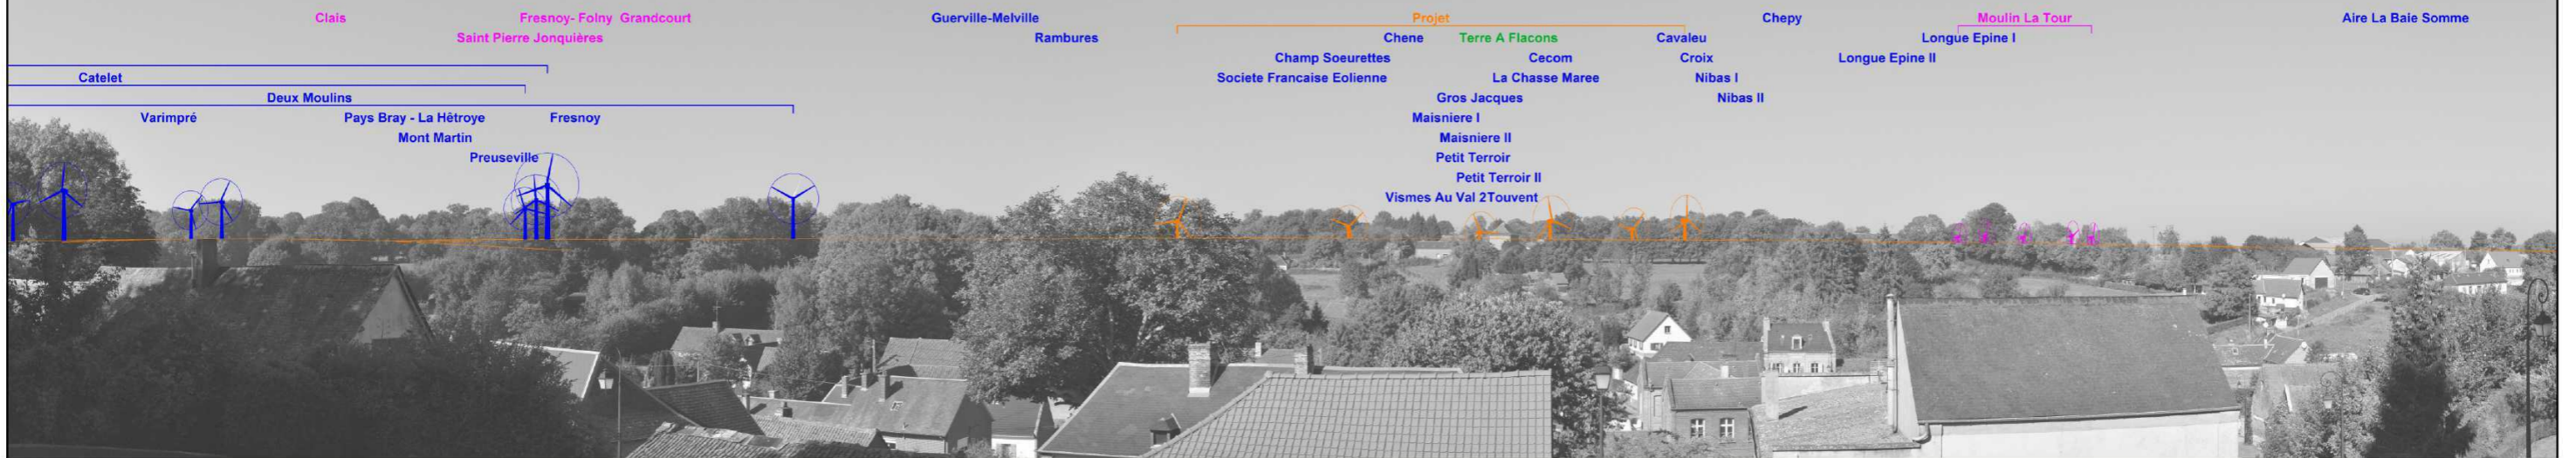 Clais Fresnoy- Folny Grandcourt Guerville-Melville Projet Chepy Moulin La Tour Aire La Baie Somme
Saint Pierre Jonquières Rambures Chene Terre A Flacons Cavaleu Longue Epine I
Champ Soeurettes Cecom Croix Longue Epine II
Catelet Societe Francaise Eolienne La Chasse Maree Nibas I
Deux Moulins Gros Jacques Nibas II
Varimpré Pays Bray - La Hêtroye Fresnoy Maisniere I
Mont Martin Maisniere II
Preuseville Petit Terroir
Petit Terroir II
Vismes Au Val 2Touvent